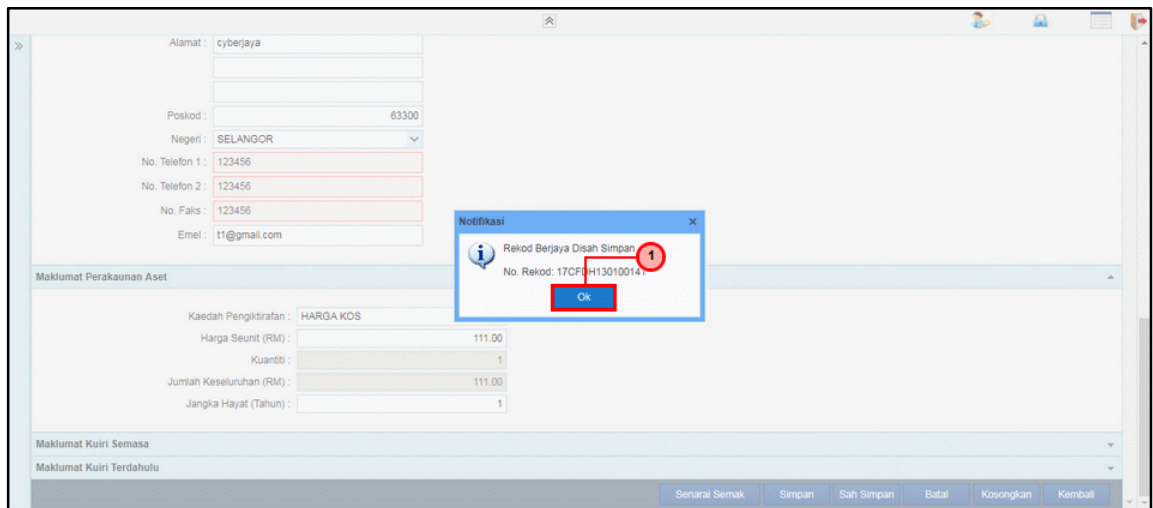 Alamat : cyberjaya
Poskod : 63300
Negeri : SELANGOR
No. Telefon 1 : 123456
No. Telefon 2 : 123456
No. Faks : 123456
Emel : t1@gmail.com
Notifikasi
Rekod Berjaya Disah Simpan
1
No. Rekod: 17CFDH130100141
Ok
Maklumat Perakaunan Aset
Kaedah Pengiktirafan : HARGA KOS
Harga Seunit (RM) : 111.00
Kuantiti : 1
Jumlah Keseluruhan (RM) : 111.00
Jangka Hayat (Tahun) : 1
Maklumat Kuiri Semasa
Maklumat Kuiri Terdahulu
Senarai Semak Simpan Sah Simpan Batal Kosongkan Kembali